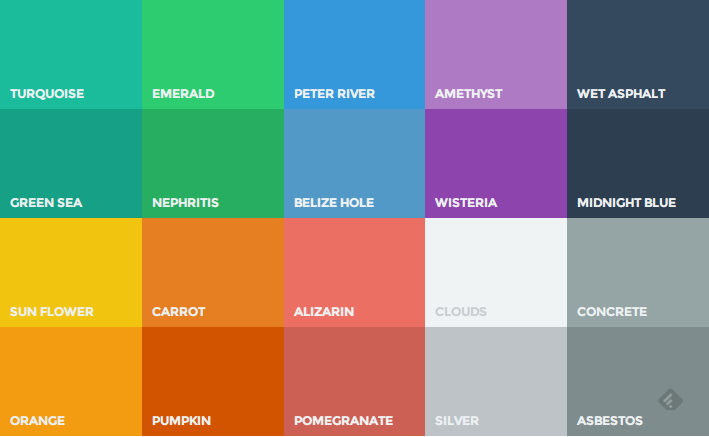 TURQUOISE
EMERALD
PETER RIVER
AMETHYST
WET ASPHALT
GREEN SEA
NEPHRITIS
BELIZE HOLE
WISTERIA
MIDNIGHT BLUE
SUN FLOWER
CARROT
ALIZARIN
CLOUDS
CONCRETE
ORANGE
PUMPKIN
POMEGRANATE
SILVER
ASBESTOS